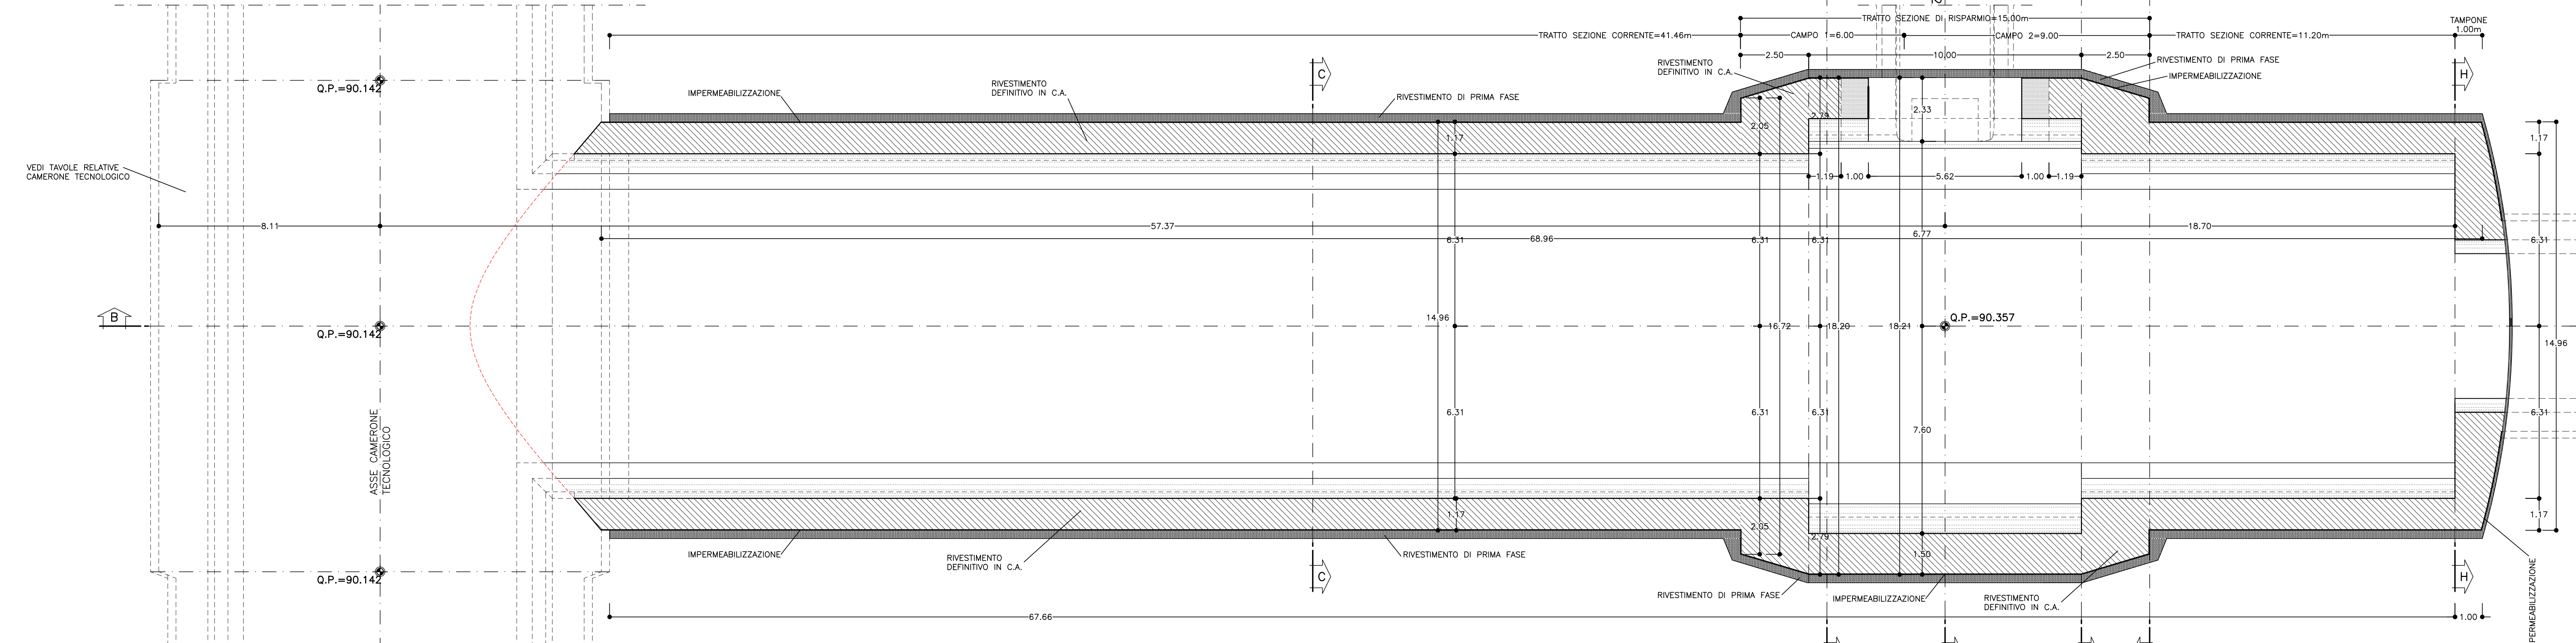 TRATTO SEZIONE DI RISPARMIO=15.00m
TAMPONE
1.00m
TRATTO SEZIONE CORRENTE=41.46m
CAMPO 1=6.00
CAMPO 2=9.00
TRATTO SEZIONE CORRENTE=11.20m
2.50
10.00
2.50
RIVESTIMENTO
DEFINITIVO IN C.A.
RIVESTIMENTO DI PRIMA FASE
IMPERMEABILIZZAZIONE
C
H
Q.P.=90.142
RIVESTIMENTO
DEFINITIVO IN C.A.
IMPERMEABILIZZAZIONE
RIVESTIMENTO DI PRIMA FASE
2.33
2.79
2.05
1.17
1.17
VEDI TAVOLE RELATIVE
CAMERONE TECNOLOGICO
1.19
1.00
5.62
1.00
1.19
8.11
57.37
18.70
6.77
68.96
6.31
6.31
6.31
6.31
B
Q.P.=90.142
14.96
16.72
18.20
18.21
Q.P.=90.357
14.96
ASSE CAMERONE
TECNOLOGICO
6.31
6.31
6.31
6.31
7.60
1.17
2.05
2.79
1.50
1.17
IMPERMEABILIZZAZIONE
RIVESTIMENTO
DEFINITIVO IN C.A.
RIVESTIMENTO DI PRIMA FASE
Q.P.=90.142
C
H
RIVESTIMENTO DI PRIMA FASE
IMPERMEABILIZZAZIONE
RIVESTIMENTO
DEFINITIVO IN C.A.
67.66
1.00
PERMEABILIZZAZIONE